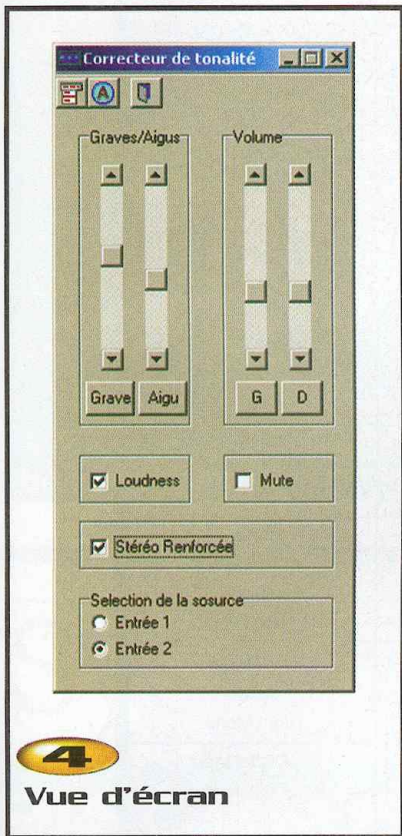 Correcteur de tonalité
A
Graves/Aigus
Volume
Grave
Aigu
G
D
Loudness
Mute
Stéréo Renforcée
Selection de la sosurce
Entrée 1
Entrée 2
4
Vue d'écran